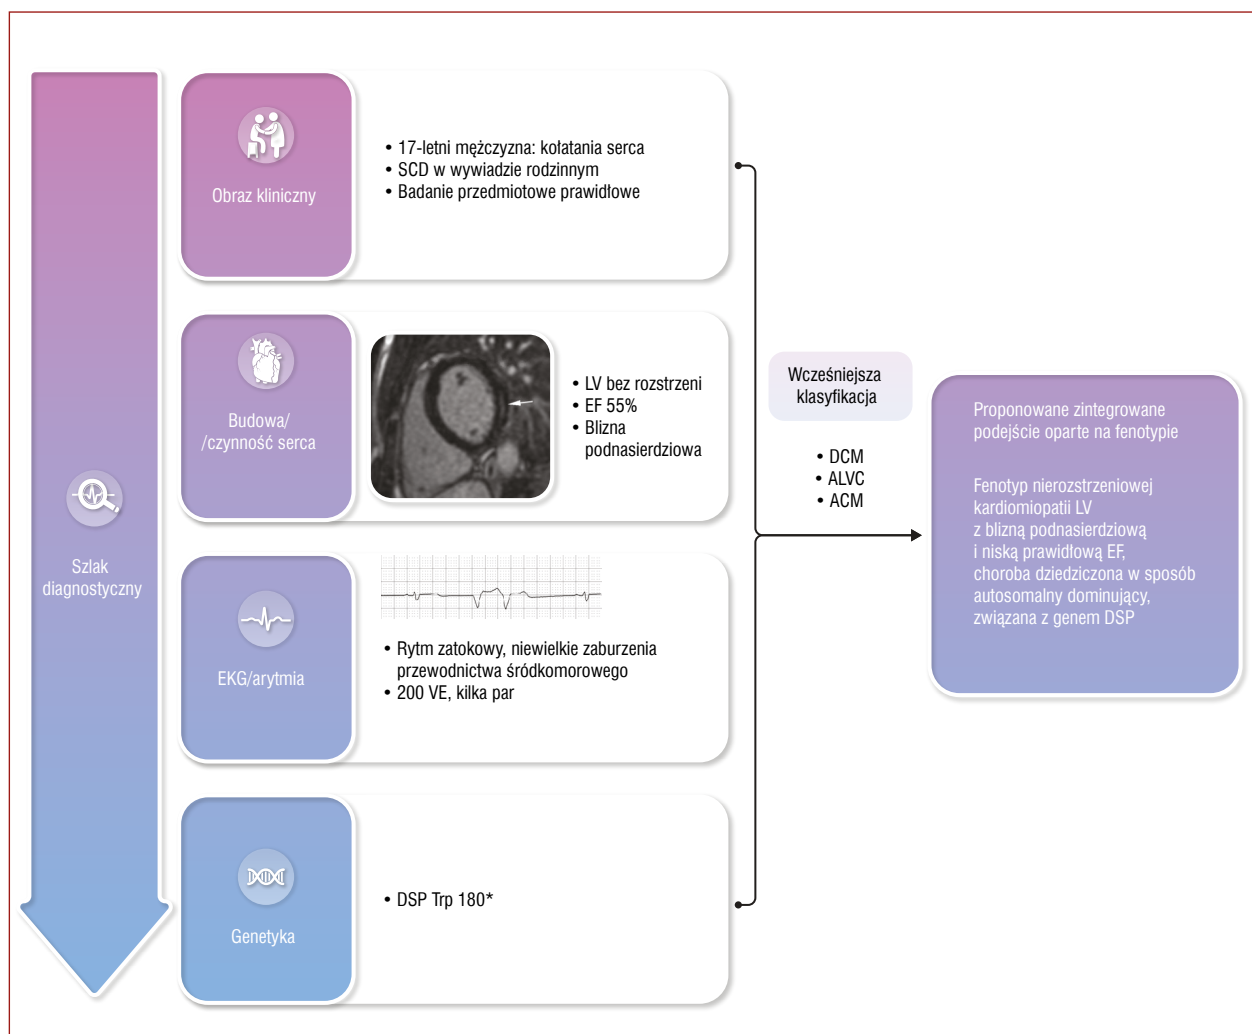 Szlak
diagnostyczny
Obraz kliniczny
• 17-letni mężczyzna: kołatania serca
• SCD w wywiadzie rodzinnym
• Badanie przedmiotowe prawidłowe
Budowa/
/czynność serca
• LV bez rozstrzeni
• EF 55%
• Blizna
podnasierdziowa
EKG/arytmia
• Rytm zatokowy, niewielkie zaburzenia
przewodnictwa śródkomorowego
• 200 VE, kilka par
Genetyka
• DSP Trp 180*
Wcześniejsza
klasyfikacja
• DCM
• ALVC
• ACM
Proponowane zintegrowane
podejście oparte na fenotypie
Fenotyp nierozstrzeniowej
kardiomiopatii LV
z blizną podnasierdziową
i niską prawidłową EF,
choroba dziedziczona w sposób
autosomalny dominujący,
związana z genem DSP